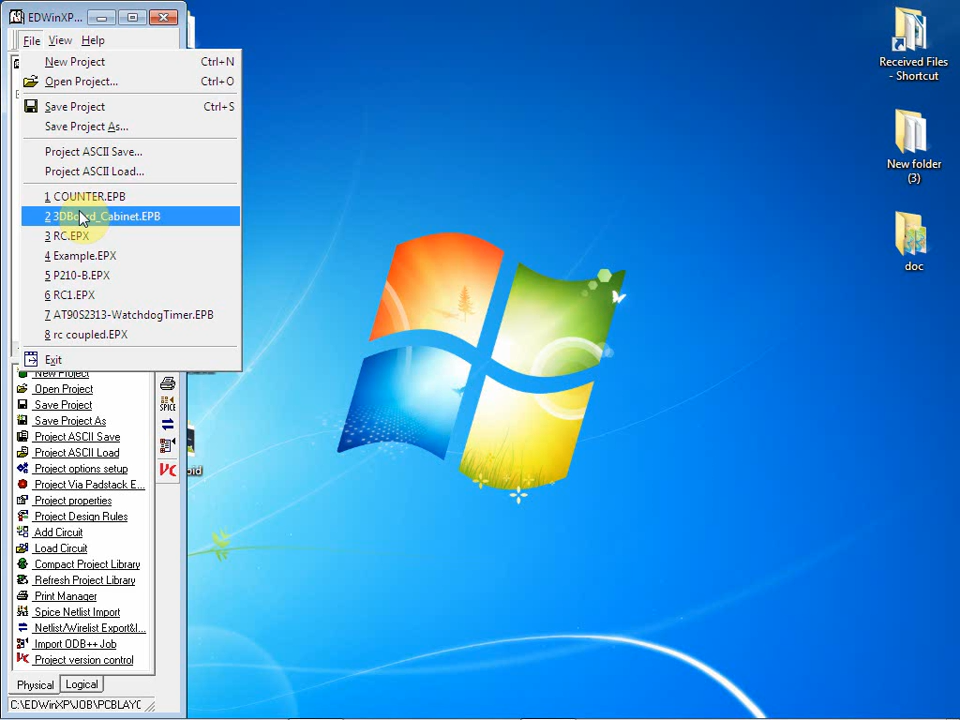 EDWinXP...
File View Help
New Project Ctrl+N
Open Project... Ctrl+O
Save Project Ctrl+S
Save Project As...
Project ASCII Save...
Project ASCII Load...
1 COUNTER.EPB
2 3DBoard_Cabinet.EPB
3 RC.EPX
4 Example.EPX
5 P210-B.EPX
6 RC1.EPX
7 AT90S2313-WatchdogTimer.EPX
8 rc coupled.EPX
Exit
New Project
Open Project
Save Project
Save Project As
Project ASCII Save
Project ASCII Load
Project options setup
Project Via Padstack E...
Project properties
Project Design Rules
Add Circuit
Load Circuit
Compact Project Library
Refresh Project Library
Print Manager
Spice Netlist Import
Netlist/Wirelist Export&I...
Import ODB++ Job
Project version control
SPICE
Physical Logical
C:\EDWinXP\JOB\PCBLAYO
Received Files
- Shortcut
New folder
(3)
doc